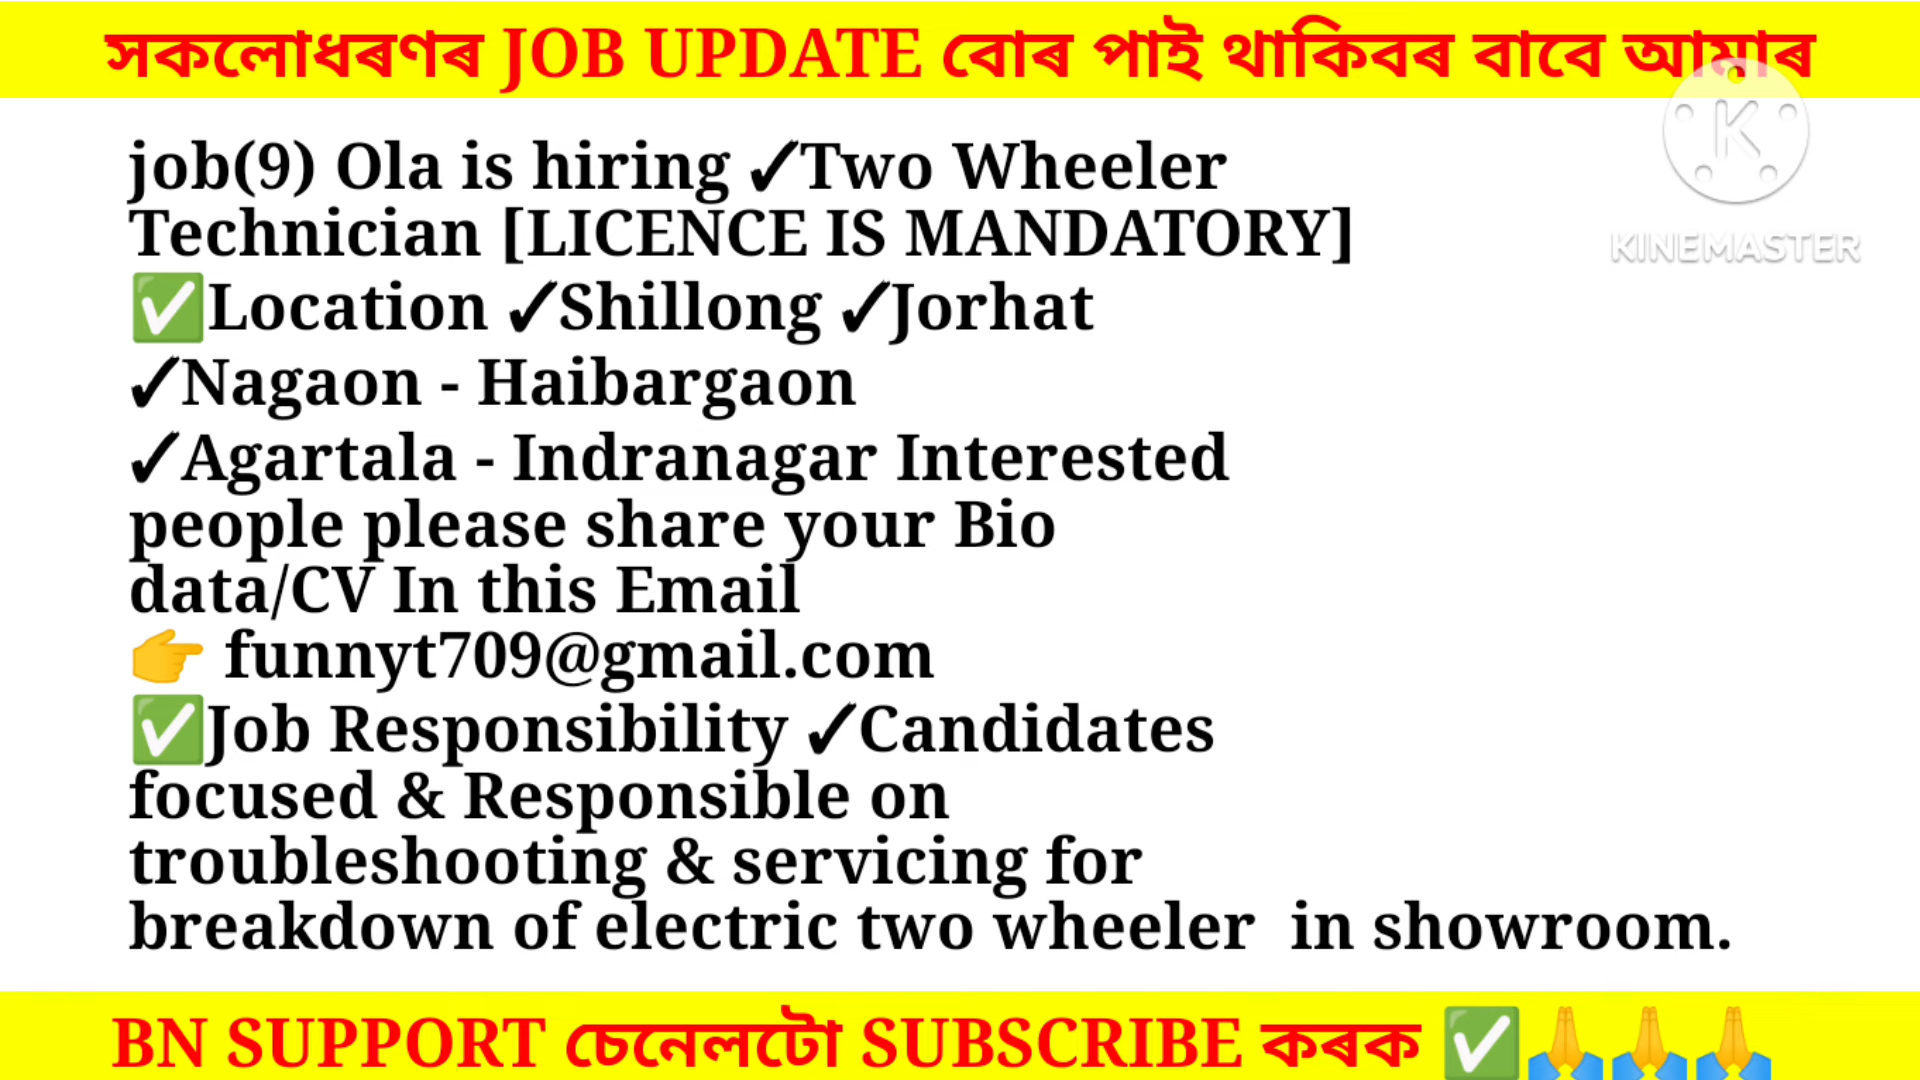 সকলোধৰণৰ JOB UPDATE বোৰ পাই থাকিবৰ বাবে আমাৰ
KINEMASTER
job(9) Ola is hiring ✓Two Wheeler
Technician [LICENCE IS MANDATORY]
✅Location ✓Shillong ✓Jorhat
✓Nagaon - Haibargaon
✓Agartala - Indranagar Interested
people please share your Bio
data/CV In this Email
👉 funnyt709@gmail.com
✅Job Responsibility ✓Candidates
focused & Responsible on
troubleshooting & servicing for
breakdown of electric two wheeler  in showroom.
BN SUPPORT চেনেলটো SUBSCRIBE কৰক ✅🙏🙏🙏